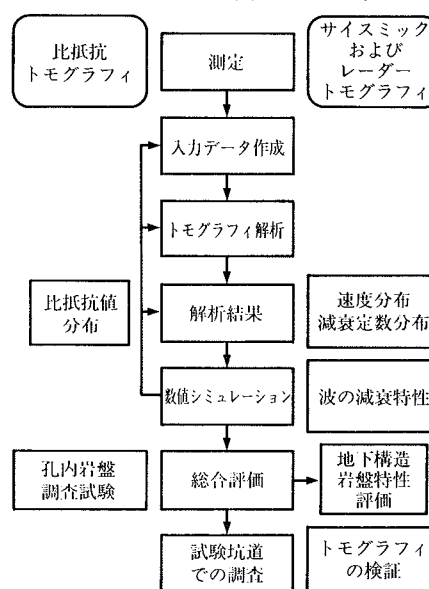 比抵抗
トモグラフィ
測定
サイスミック
および
レーダー
トモグラフィ
入力データ作成
トモグラフィ解析
比抵抗値
分布
解析結果
速度分布
減衰定数分布
数値シミュレーション
波の減衰特性
孔内岩盤
調査試験
総合評価
地下構造
岩盤特性
評価
試験坑道
での調査
トモグラフィ
の検証